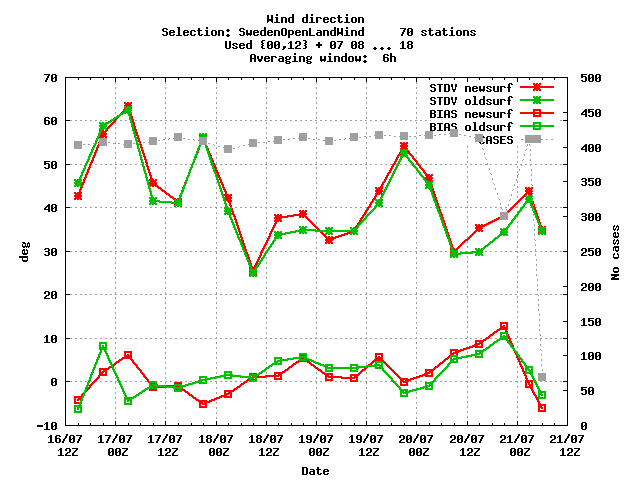 Wind direction
Selection: SwedenOpenLandWind 70 stations
Used {00,12} + 07 08 ... 18
Averaging window: 6h
STDV newsurf
STDV oldsurf
BIAS newsurf
BIAS oldsurf
CASES
deg
70
60
50
40
30
20
10
0
-10
No cases
500
450
400
350
300
250
200
150
100
50
0
16/07 17/07 17/07 18/07 18/07 19/07 19/07 20/07 20/07 21/07 21/07
12Z 00Z 12Z 00Z 12Z 00Z 12Z 00Z 12Z 00Z 12Z
Date